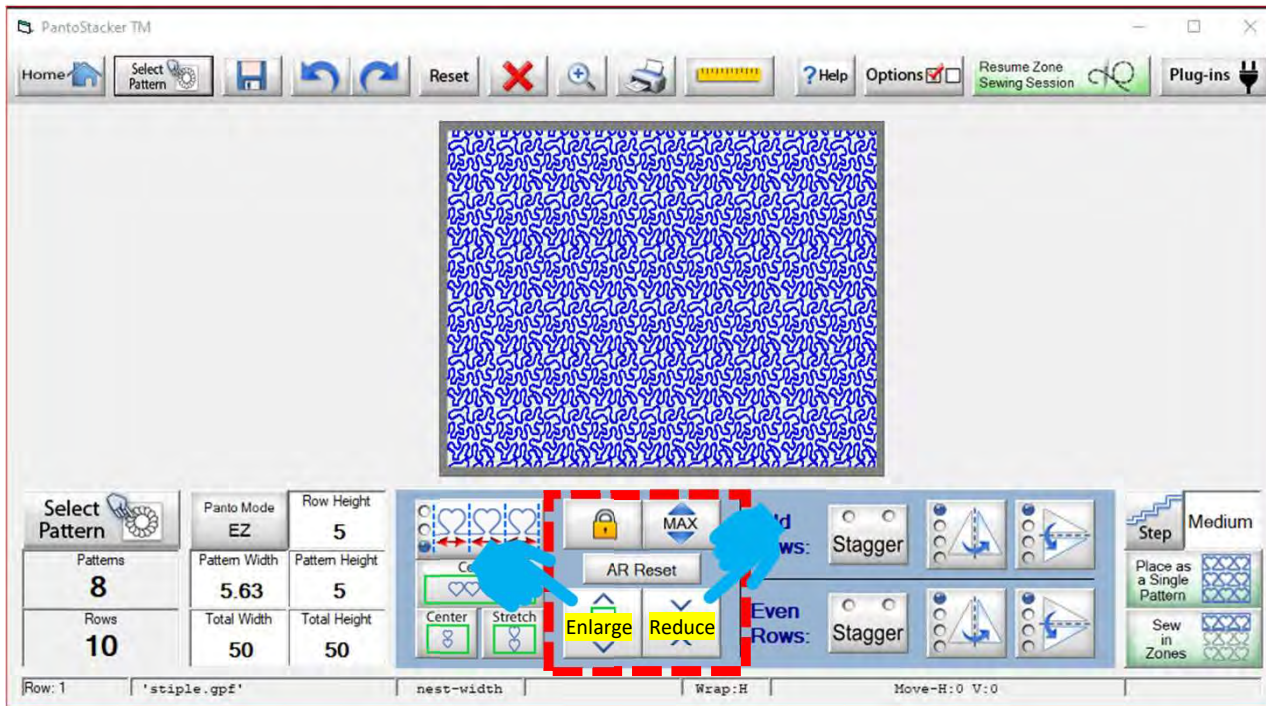 PantoStacker TM
Home
Select
Pattern
Reset
?Help
Options
Resume Zone
Sewing Session
Plug-ins
Select
Pattern
Panto Mode
EZ
Row Height
5
MAX
Stagger
Step
Medium
Patterns
8
Pattern Width
5.63
Pattern Height
5
AR Reset
Place as
a Single
Pattern
Rows
10
Total Width
50
Total Height
50
Center
Stretch
Enlarge
Reduce
Even
Rows:
Stagger
Sew
in
Zones
Row: 1
'stiple.gpf'
nest-width
Wrap:H
Move-H:0 V:0